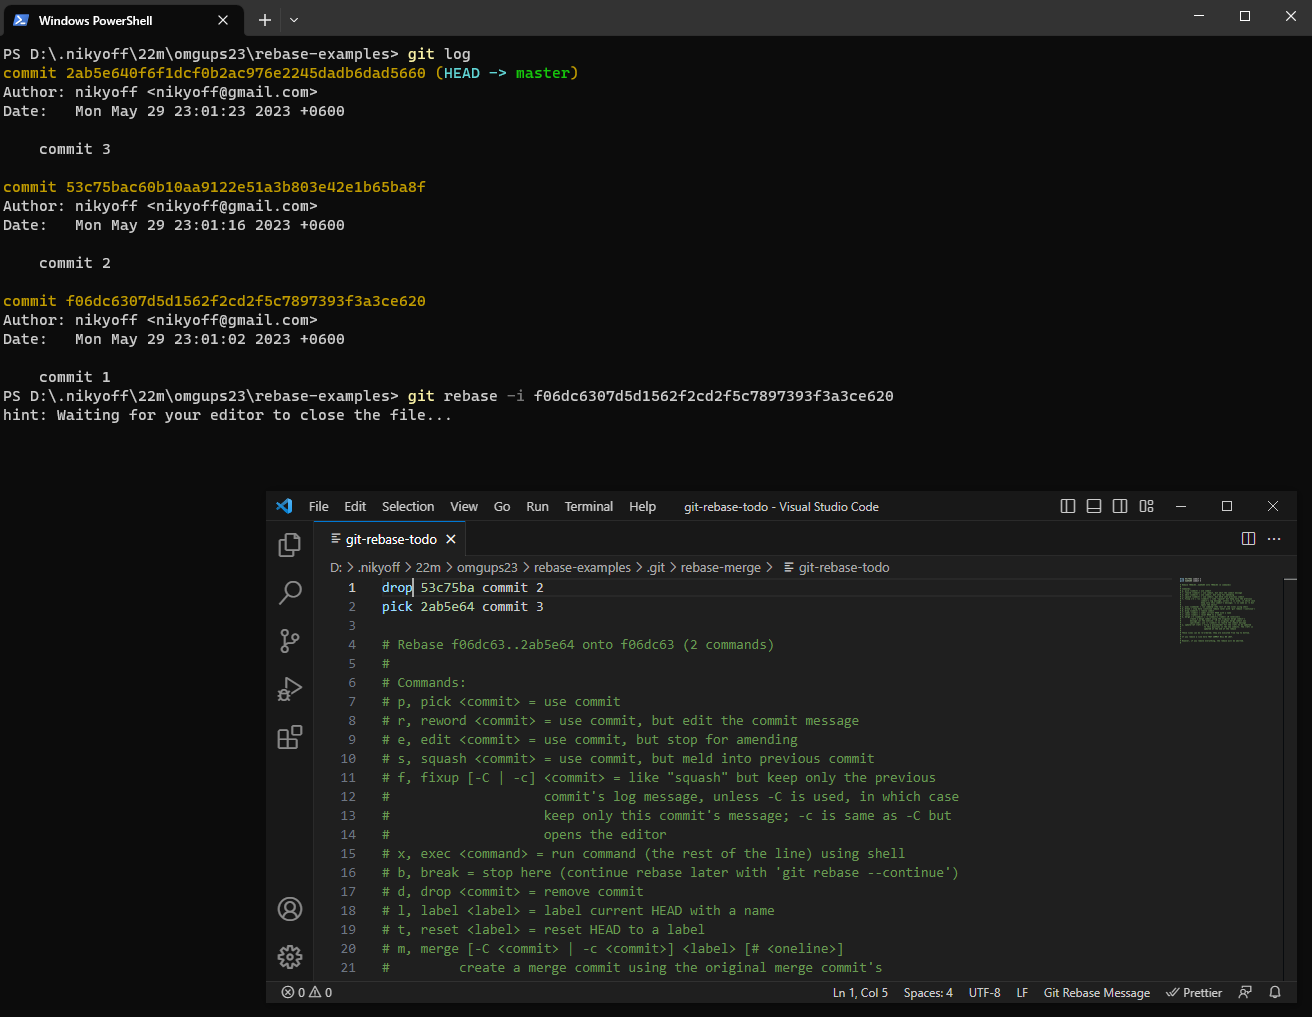 Windows PowerShell
PS D:\.nikyoff\22m\omgups23\rebase-examples> git log
commit 2ab5e640f6f1dcf0b2ac976e2245dadb6dad5660 (HEAD -> master)
Author: nikyoff <nikyoff@gmail.com>
Date:   Mon May 29 23:01:23 2023 +0600
    commit 3
commit 53c75bac60b10aa9122e51a3b803e42e1b65ba8f
Author: nikyoff <nikyoff@gmail.com>
Date:   Mon May 29 23:01:16 2023 +0600
    commit 2
commit f06dc6307d5d1562f2cd2f5c7897393f3a3ce620
Author: nikyoff <nikyoff@gmail.com>
Date:   Mon May 29 23:01:02 2023 +0600
    commit 1
PS D:\.nikyoff\22m\omgups23\rebase-examples> git rebase -i f06dc6307d5d1562f2cd2f5c7897393f3a3ce620
hint: Waiting for your editor to close the file...
File Edit Selection View Go Run Terminal Help git-rebase-todo - Visual Studio Code
git-rebase-todo
D: > .nikyoff > 22m > omgups23 > rebase-examples > .git > rebase-merge > git-rebase-todo
1 drop 53c75ba commit 2
2 pick 2ab5e64 commit 3
3
4 # Rebase f06dc63..2ab5e64 onto f06dc63 (2 commands)
5 #
6 # Commands:
7 # p, pick <commit> = use commit
8 # r, reword <commit> = use commit, but edit the commit message
9 # e, edit <commit> = use commit, but stop for amending
10 # s, squash <commit> = use commit, but meld into previous commit
11 # f, fixup [-C | -c] <commit> = like "squash" but keep only the previous
12 #                    commit's log message, unless -C is used, in which case
13 #                    keep only this commit's message; -c is same as -C but
14 #                    opens the editor
15 # x, exec <command> = run command (the rest of the line) using shell
16 # b, break = stop here (continue rebase later with 'git rebase --continue')
17 # d, drop <commit> = remove commit
18 # l, label <label> = label current HEAD with a name
19 # t, reset <label> = reset HEAD to a label
20 # m, merge [-C <commit> | -c <commit>] <label> [# <oneline>]
21 #         create a merge commit using the original merge commit's
0 0 Ln 1, Col 5 Spaces: 4 UTF-8 LF Git Rebase Message Prettier